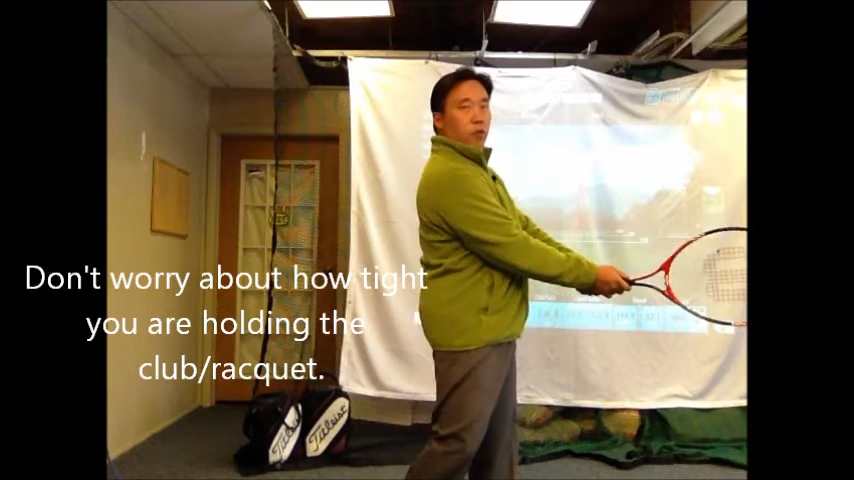 Don't worry about how tight
you are holding the
club/racquet.
Titleist
Titleist